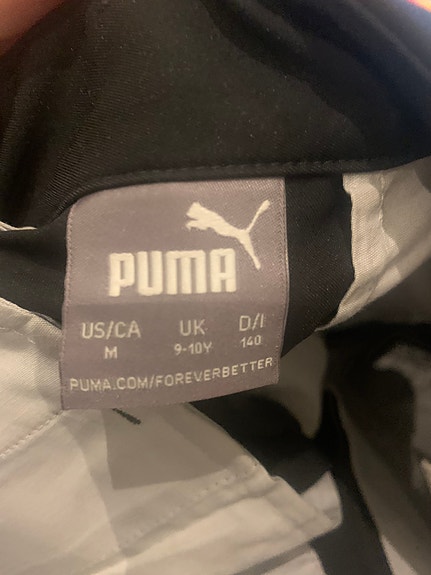 PUMA
US/CA UK D/I
M 9-10Y 140
PUMA.COM/FOREVERBETTER